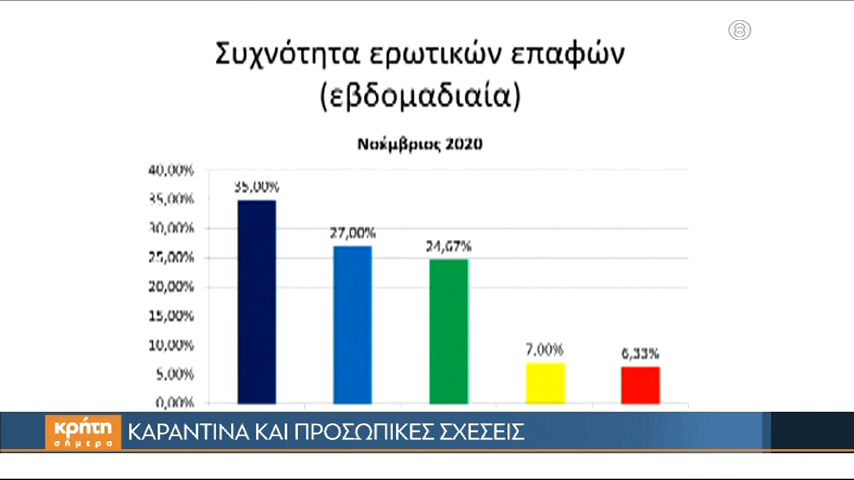 8
Συχνότητα ερωτικών επαφών
(εβδομαδιαία)
Νοέμβριος 2020
40,00%
35,00%
30,00%
25,00%
20,00%
15,00%
10,00%
5,00%
0,00%
35,00%
27,00%
24,67%
7,00%
6,33%
κρήτη
σήμερα
ΚΑΡΑΝΤΙΝΑ ΚΑΙ ΠΡΟΣΩΠΙΚΕΣ ΣΧΕΣΕΙΣ